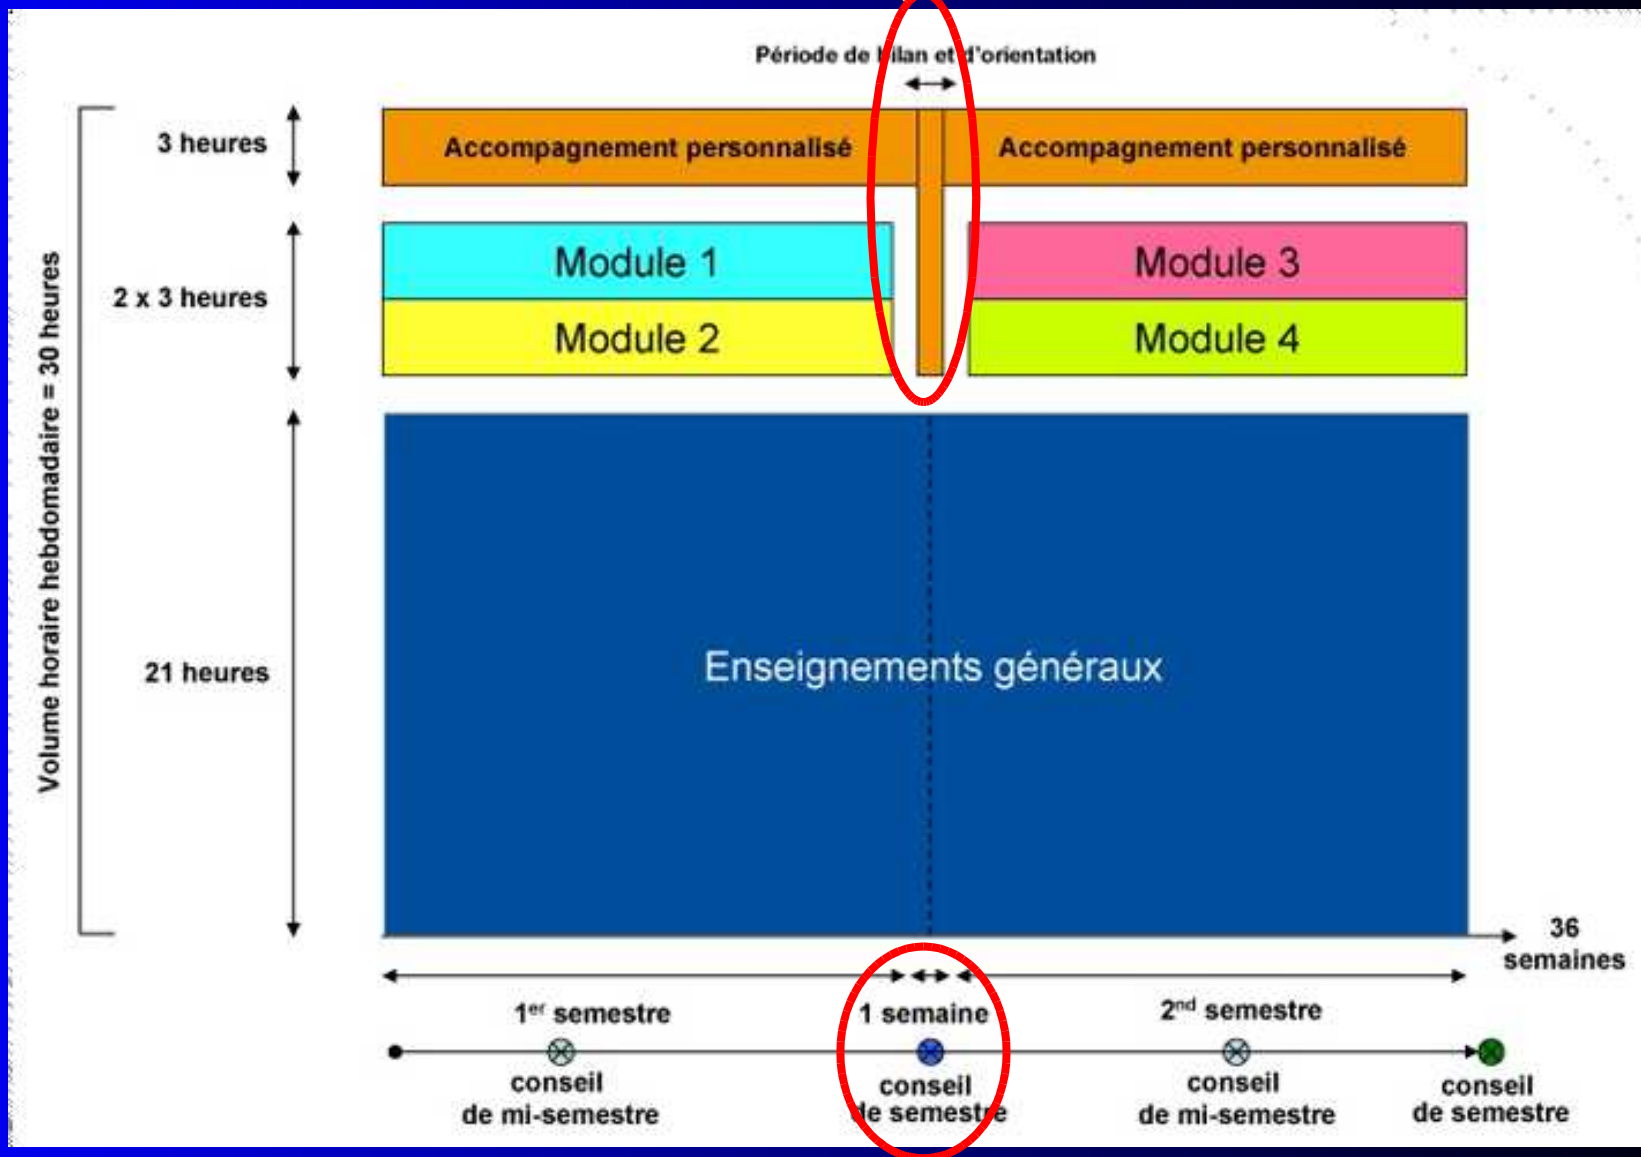 Période de bilan et d'orientation
3 heures
Accompagnement personnalisé
Accompagnement personnalisé
Volume horaire hebdomadaire = 30 heures
2 x 3 heures
Module 1
Module 3
Module 2
Module 4
21 heures
Enseignements généraux
36
semaines
1er semestre
1 semaine
2nd semestre
conseil
de mi-semestre
conseil
de semestre
conseil
de mi-semestre
conseil
de semestre